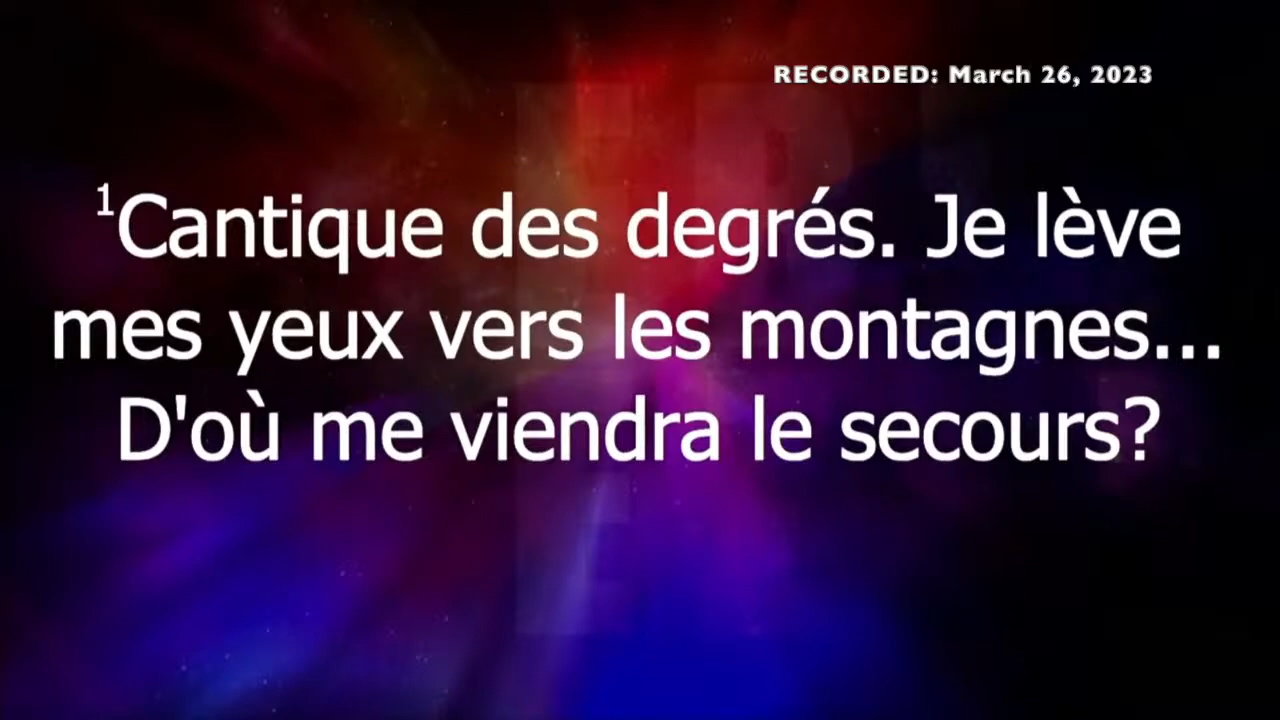 RECORDED: March 26, 2023
¹Cantique des degrés. Je lève
mes yeux vers les montagnes...
D'où me viendra le secours?